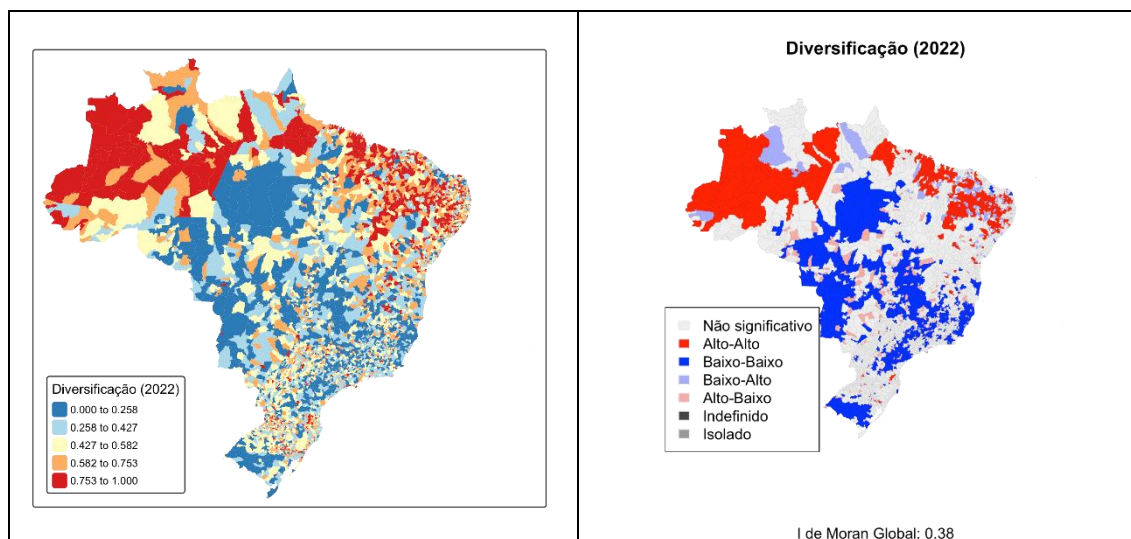 Diversificação (2022)
0.000 to 0.258
0.258 to 0.427
0.427 to 0.582
0.582 to 0.753
0.753 to 1.000
Diversificação (2022)
Não significativo
Alto-Alto
Baixo-Baixo
Baixo-Alto
Alto-Baixo
Indefinido
Isolado
I de Moran Global: 0.38